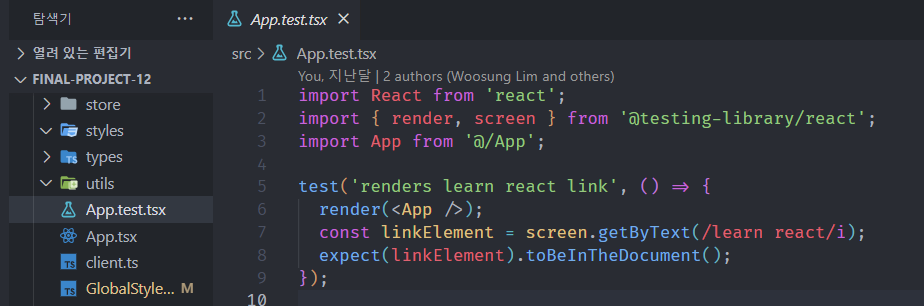 탐색기
열려 있는 편집기
FINAL-PROJECT-12
store
styles
TS types
utils
App.test.tsx
App.tsx
TS client.ts
TS GlobalStyle... M
App.test.tsx
src > App.test.tsx
You, 지난달 | 2 authors (Woosung Lim and others)
1 import React from 'react';
2 import { render, screen } from '@testing-library/react';
3 import App from '@/App';
4
5 test('renders learn react link', () => {
6 render(<App />);
7 const linkElement = screen.getByText(/learn react/i);
8 expect(linkElement).toBeInTheDocument();
9 });
10